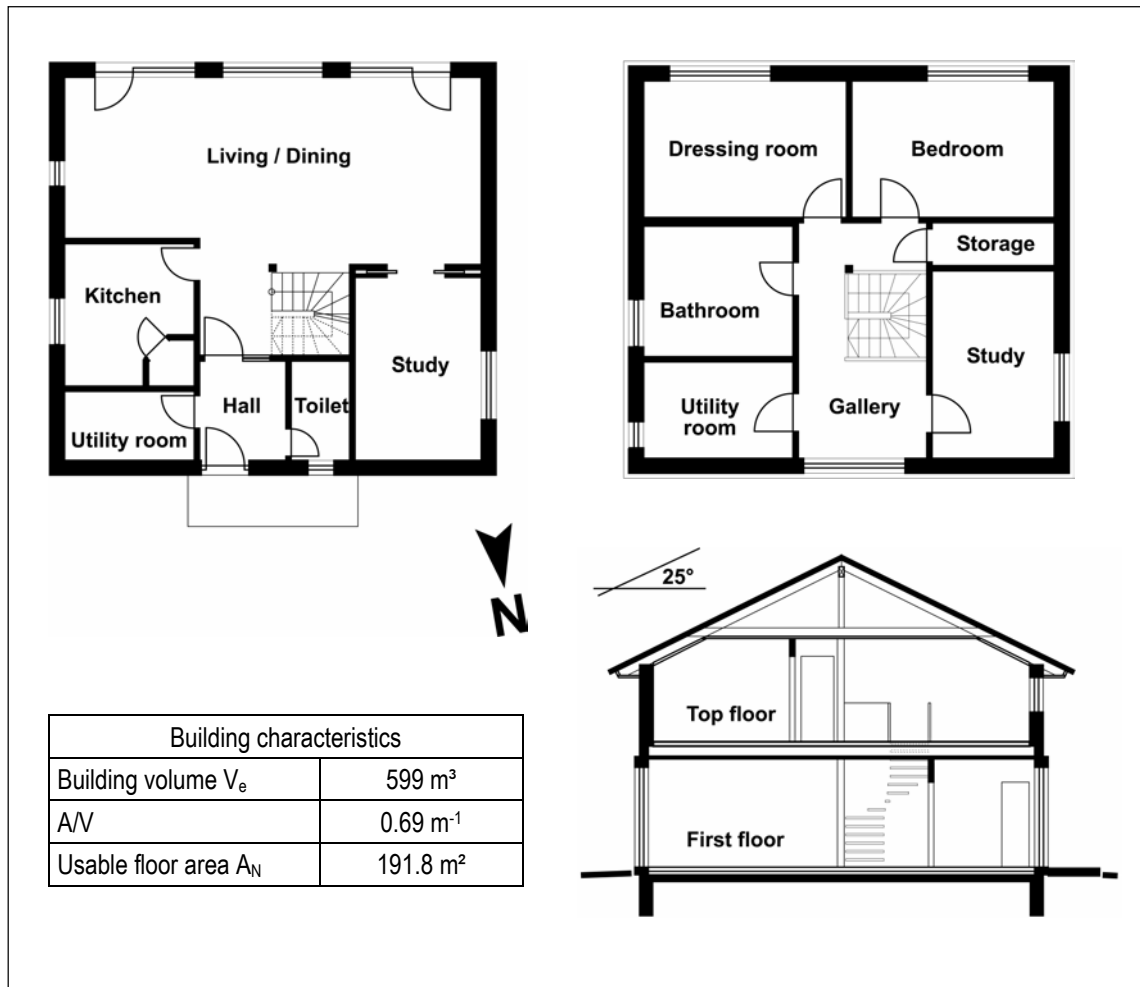 Living / Dining
Kitchen
Study
Hall
Toilet
Utility room
N
Dressing room
Bedroom
Storage
Bathroom
Study
Utility
room
Gallery
25°
Top floor
First floor
Building characteristics
Building volume Vₑ 599 m³
A/V 0.69 m⁻¹
Usable floor area A_N 191.8 m²